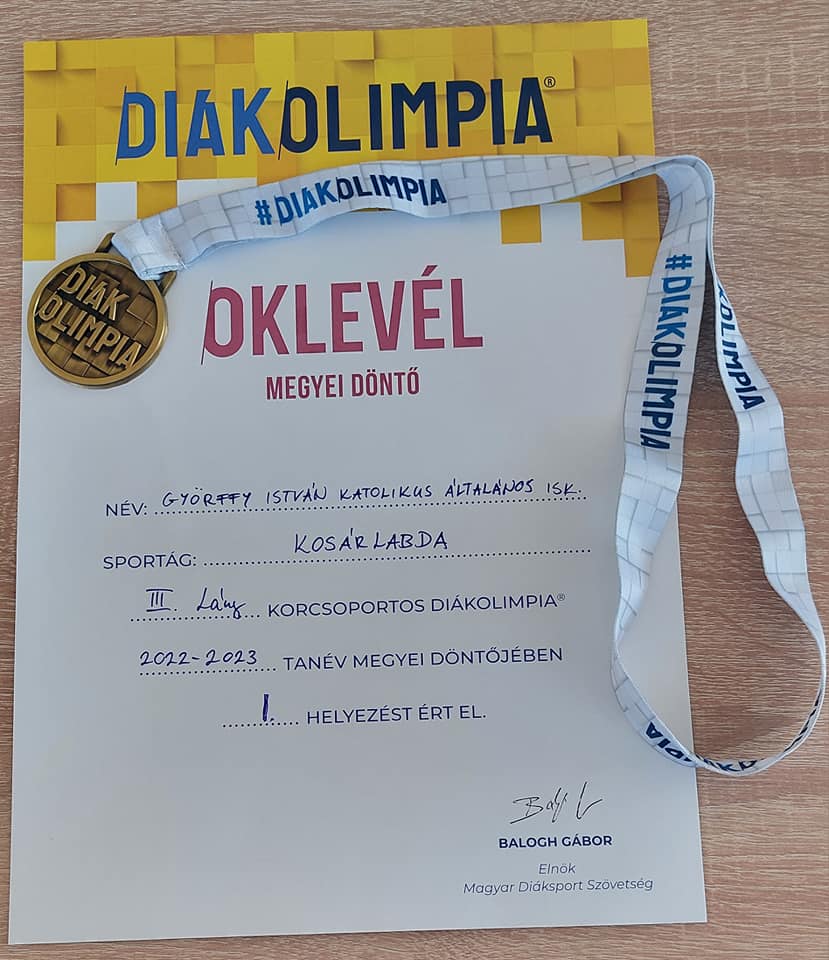 DIÁKOLIMPIA®
#DIÁKOLIMPIA
DIÁK
OLIMPIA
#DIÁKOLIMPIA
KOLIMPIA
OKLEVÉL
MEGYEI DÖNTŐ
NÉV: GYÖRFFY ISTVÁN KATOLIKUS ÁLTALÁNOS ISK.
SPORTÁG: KOSÁRLABDA
III. Lány KORCSOPORTOS DIÁKOLIMPIA®
2022-2023 TANÉV MEGYEI DÖNTŐJÉBEN
I. HELYEZÉST ÉRT EL.
BALOGH GÁBOR
Elnök
Magyar Diáksport Szövetség